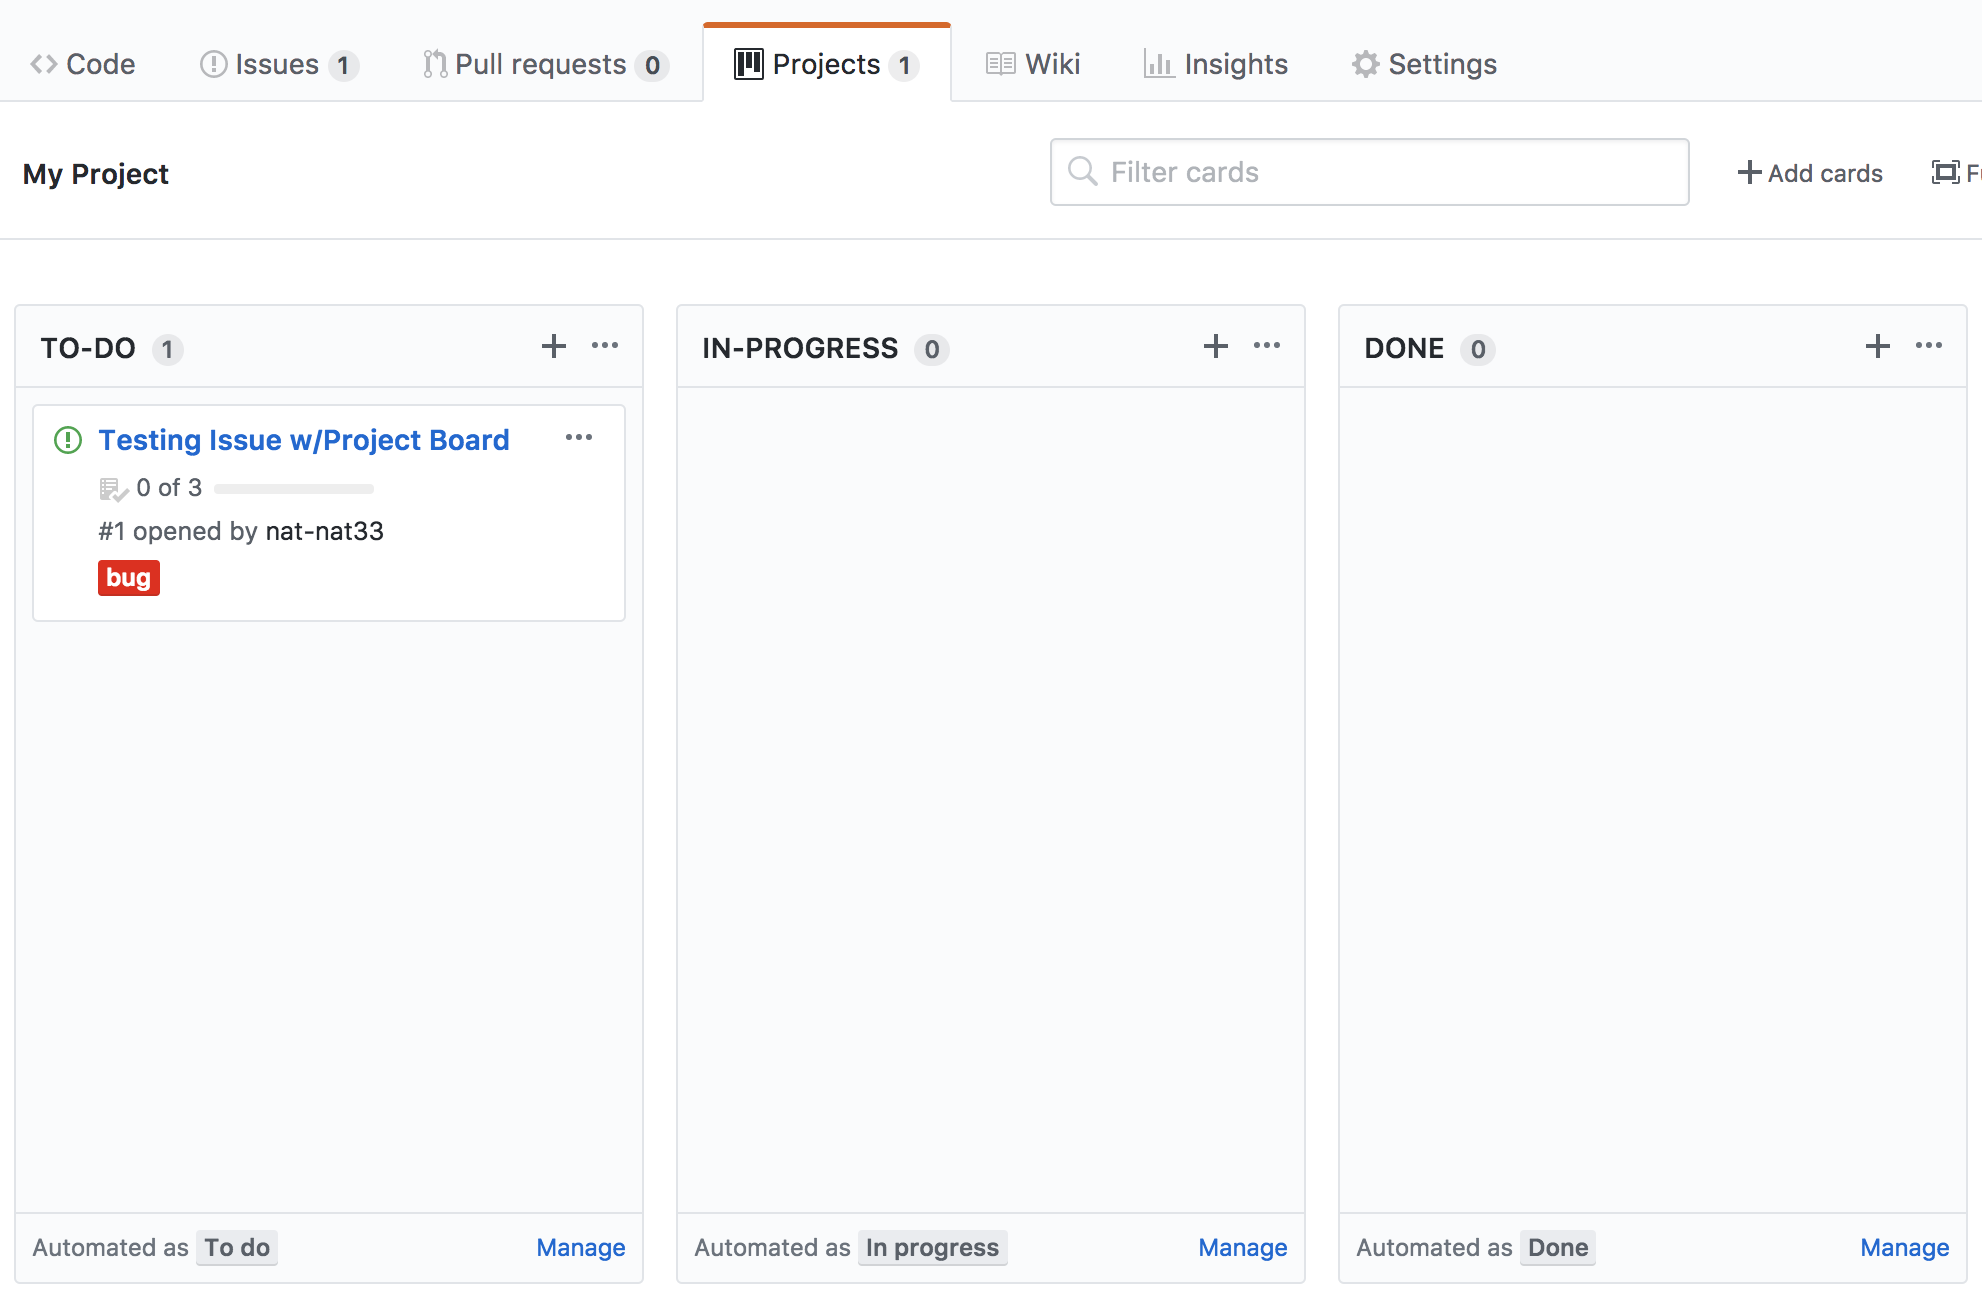 Code Issues 1 Pull requests 0 Projects 1 Wiki Insights Settings
My Project Filter cards Add cards
TO-DO 1
Testing Issue w/Project Board
0 of 3
#1 opened by nat-nat33
bug
Automated as To do Manage
IN-PROGRESS 0
Automated as In progress Manage
DONE 0
Automated as Done Manage